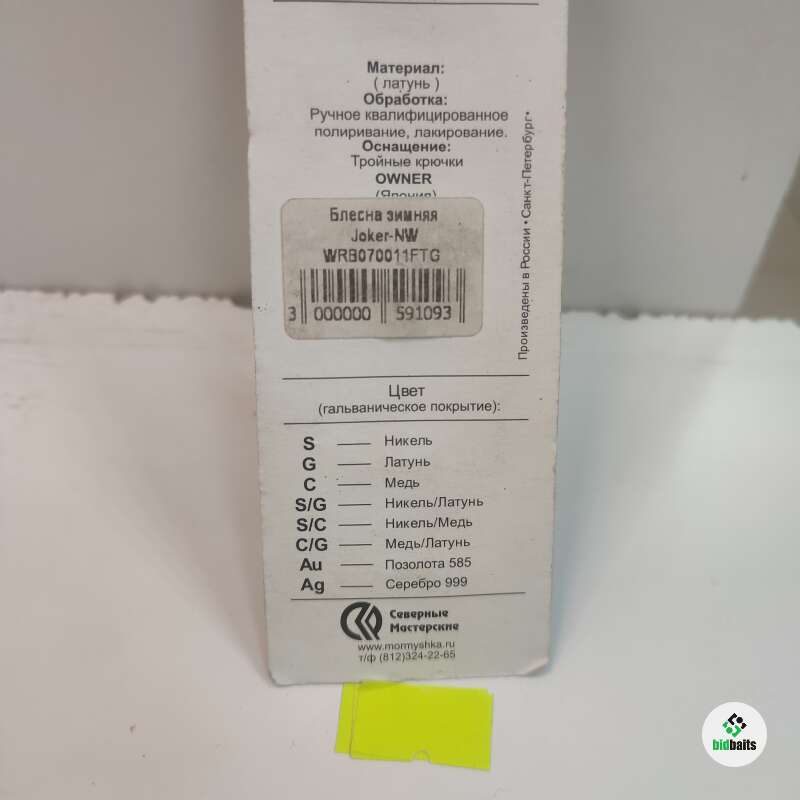 Материал:
( латунь )
Обработка:
Ручное квалифицированное
полиривание, лакирование.
Оснащение:
Тройные крючки
OWNER
(Япония)
Блесна зимняя
Joker-NW
WRB070011FTG
3 000000 591093
Произведены в России • Санкт-Петербург •
Цвет
(гальваническое покрытие):
S — Никель
G — Латунь
C — Медь
S/G — Никель/Латунь
S/C — Никель/Медь
C/G — Медь/Латунь
Au — Позолота 585
Ag — Серебро 999
Северные
Мастерские
www.mormyshka.ru
т/ф (812)324-22-65
bidbaits